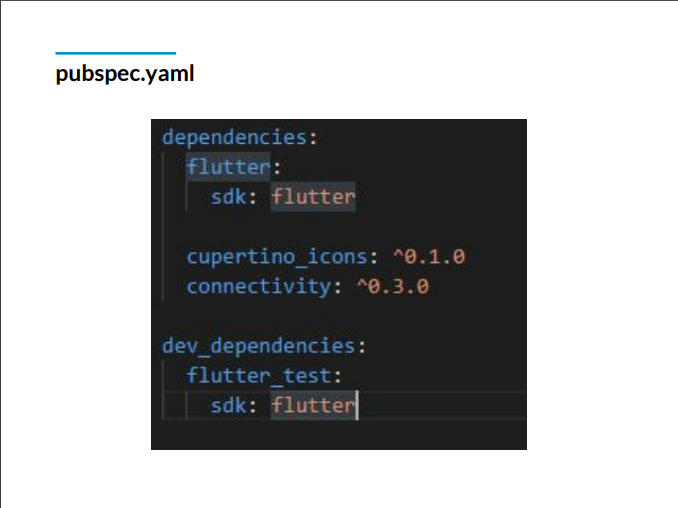 pubspec.yaml
dependencies:
  flutter:
    sdk: flutter
  cupertino_icons: ^0.1.0
  connectivity: ^0.3.0
dev_dependencies:
  flutter_test:
    sdk: flutter